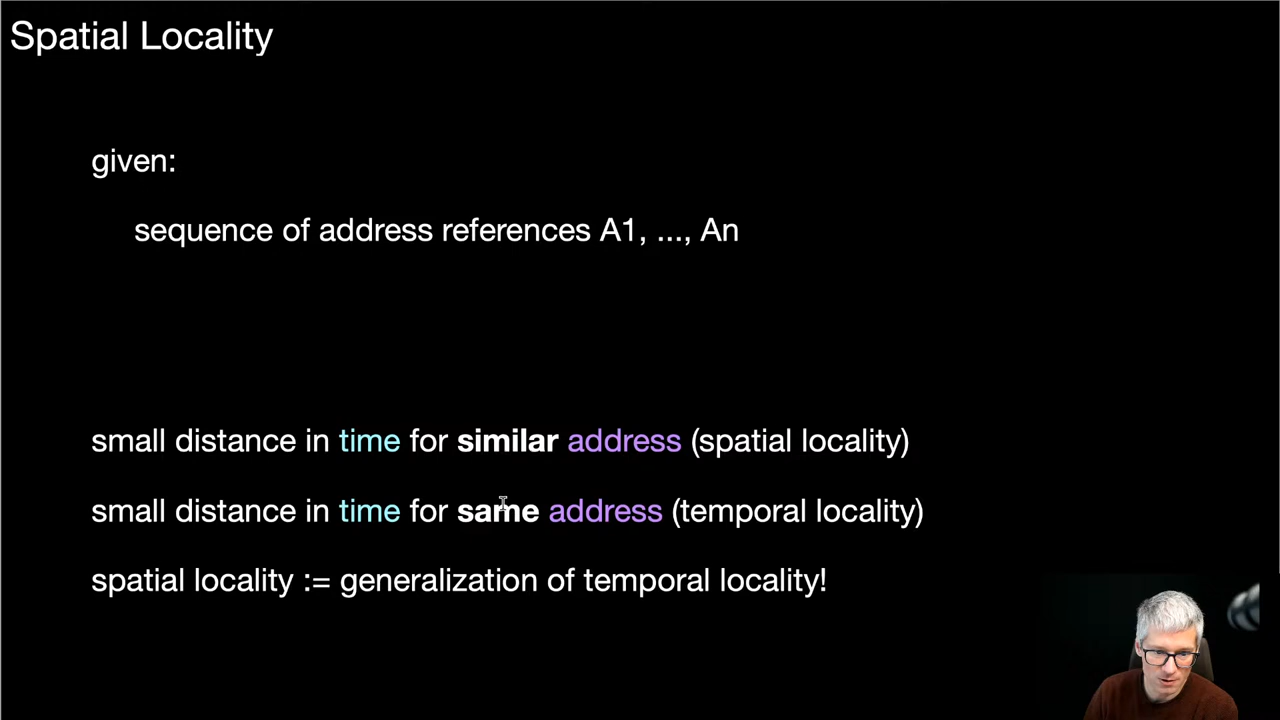 Spatial Locality
given:
sequence of address references A1, ..., An
small distance in time for similar address (spatial locality)
small distance in time for same address (temporal locality)
spatial locality := generalization of temporal locality!